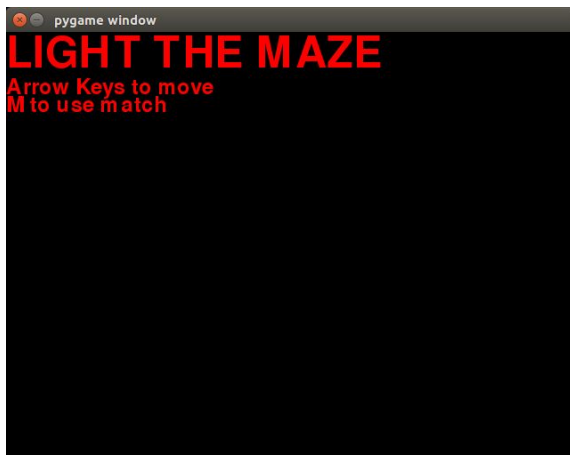 pygame window
LIGHT THE MAZE
Arrow Keys to move
M to use match